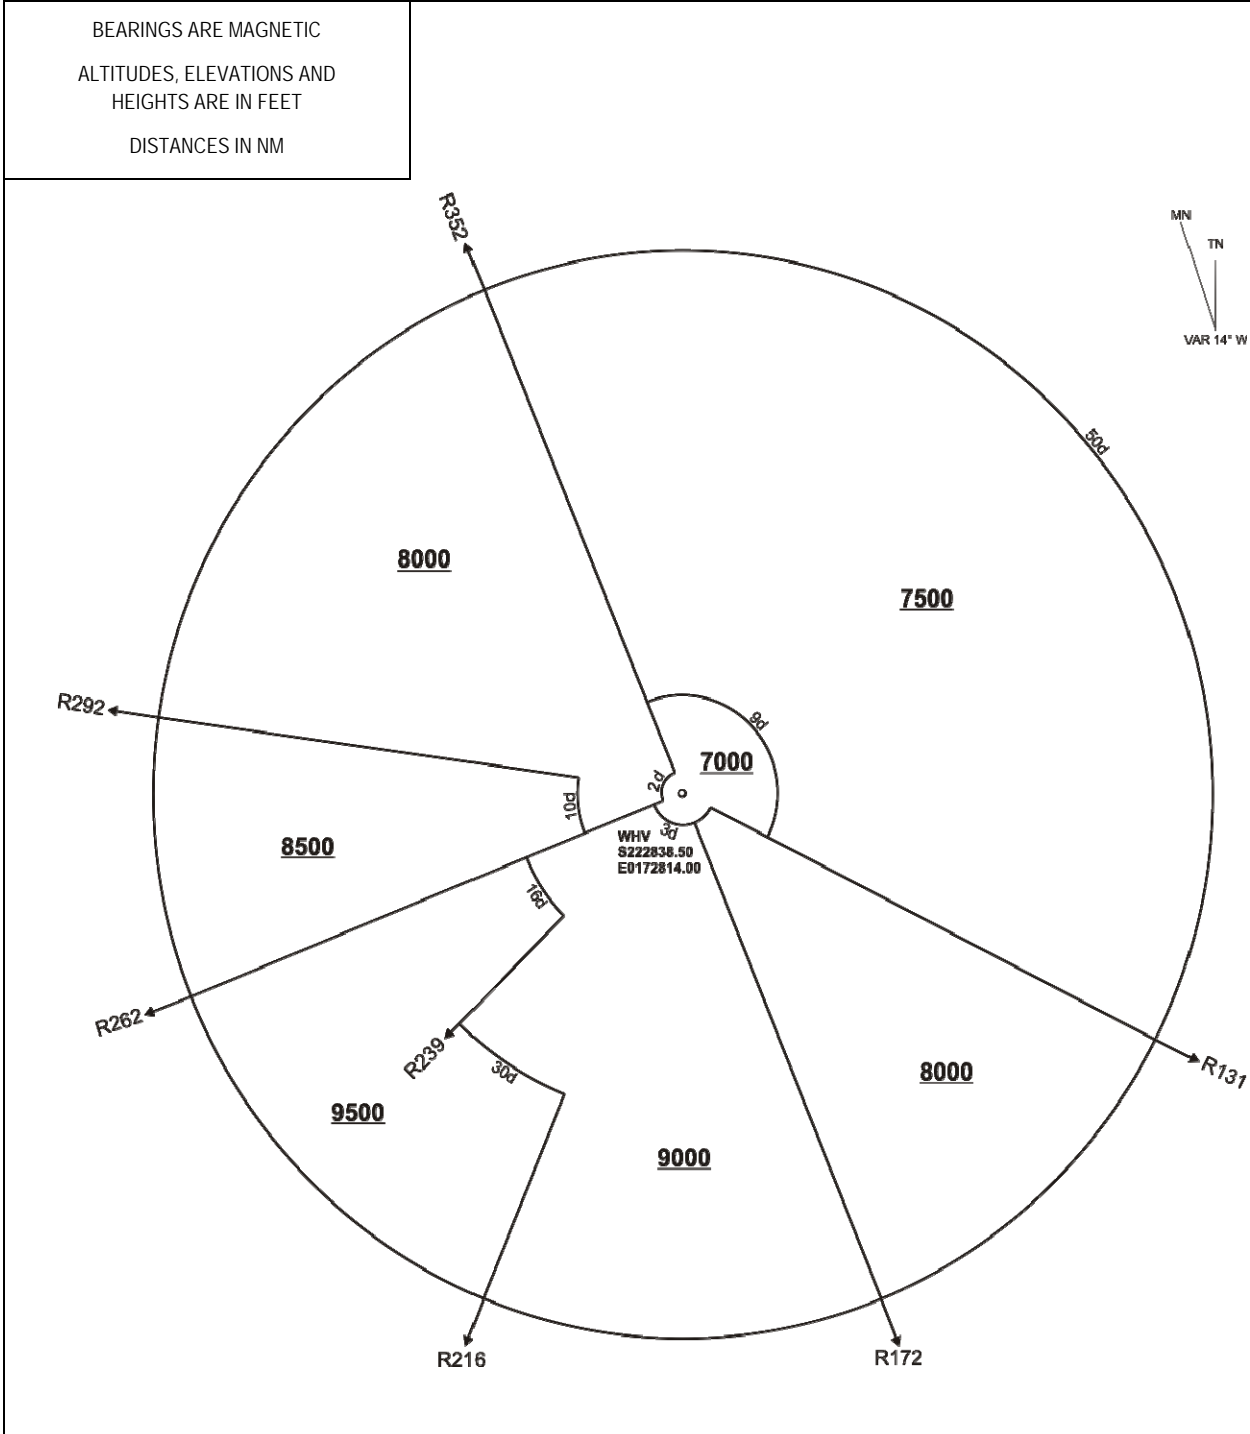 BEARINGS ARE MAGNETIC
ALTITUDES, ELEVATIONS AND
HEIGHTS ARE IN FEET
DISTANCES IN NM
R352
MN
TN
VAR 14° W
50d
8000
7500
R292
9d
7000
2d
10d
3d
WHV
S222838.50
E0172814.00
8500
16d
R262
R239
30d
R131
8000
9500
9000
R216
R172